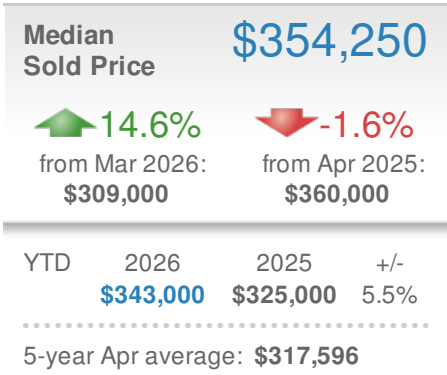 Median
Sold Price
$354,250
14.6%
from Mar 2026:
$309,000
-1.6%
from Apr 2025:
$360,000
YTD 2026 2025 +/-
$343,000 $325,000 5.5%
5-year Apr average: $317,596